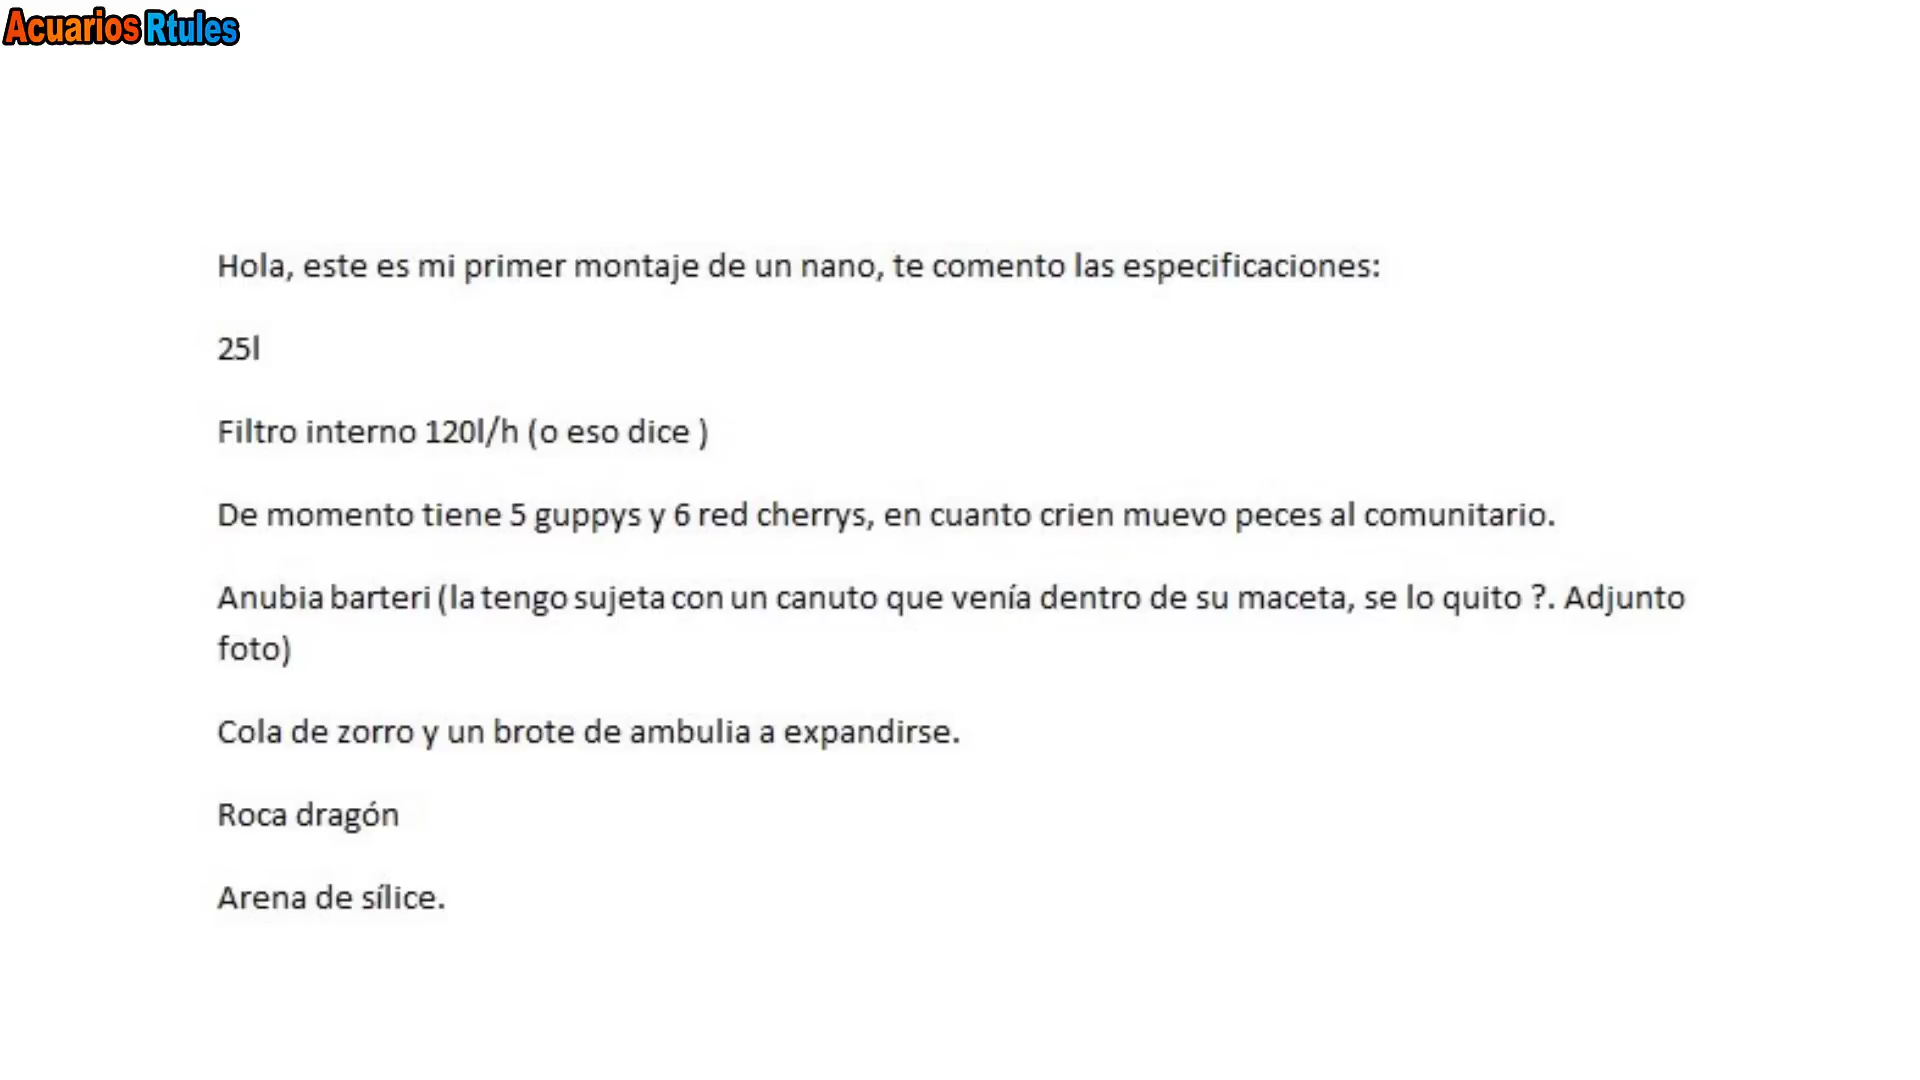 Acuarios Rtules
Hola, este es mi primer montaje de un nano, te comento las especificaciones:
25l
Filtro interno 120l/h (o eso dice )
De momento tiene 5 guppys y 6 red cherrys, en cuanto crien muevo peces al comunitario.
Anubia barteri (la tengo sujeta con un canuto que venía dentro de su maceta, se lo quito ?. Adjunto
foto)
Cola de zorro y un brote de ambulia a expandirse.
Roca dragón
Arena de sílice.